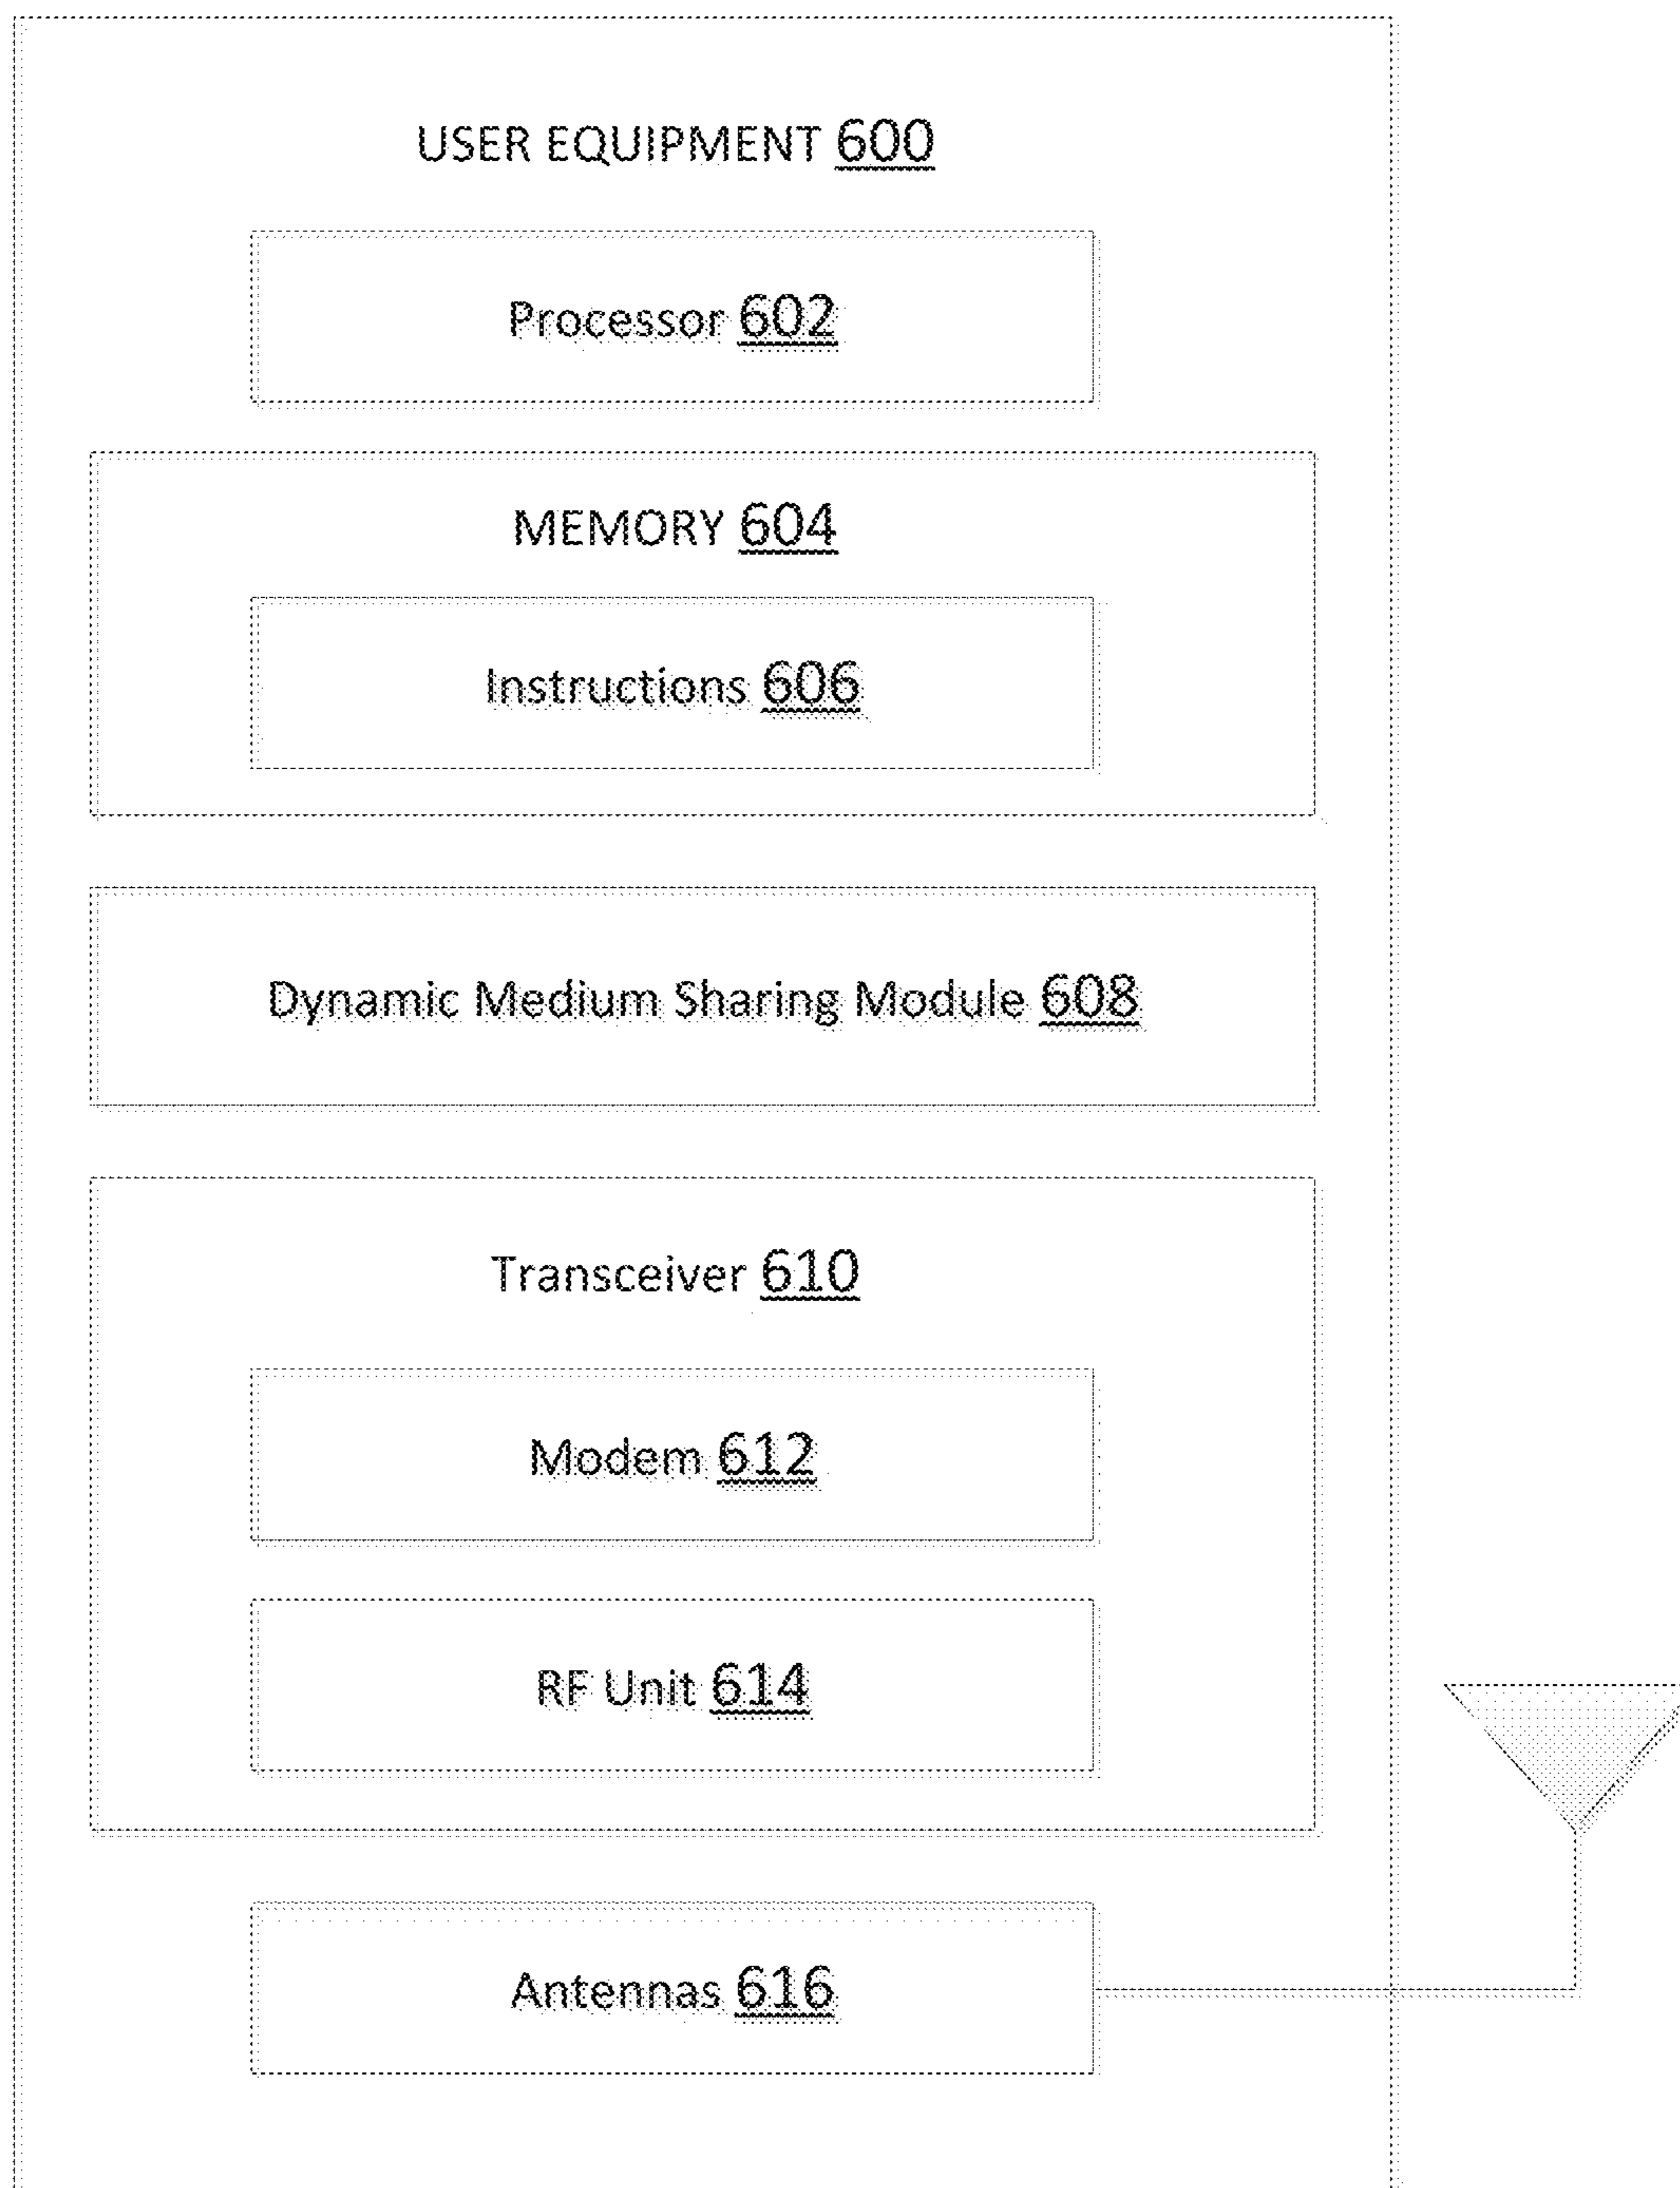 USER EQUIPMENT 600
Processor 602
MEMORY 604
Instructions 606
Dynamic Medium Sharing Module 608
Transceiver 610
Modem 612
RF Unit 614
Antennas 616